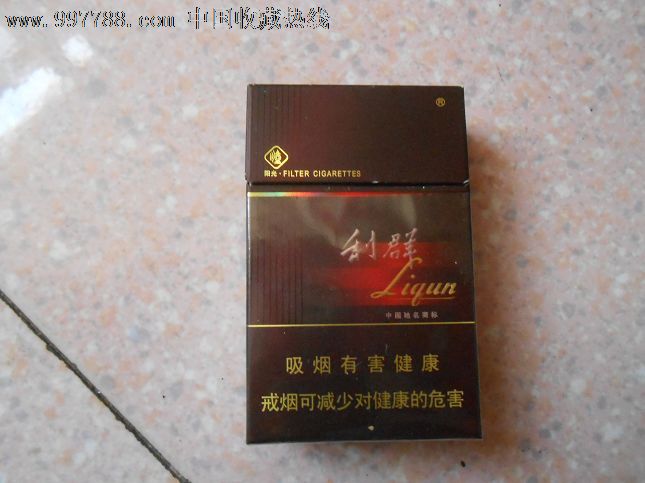 www.997788.com 中国收藏热线
®
阳光·FILTER CIGARETTES
利群
Liqun
中国驰名商标
吸烟有害健康
戒烟可减少对健康的危害